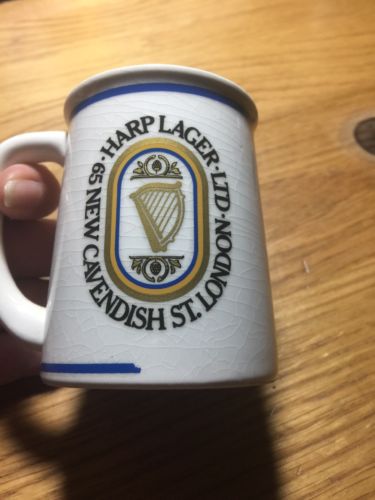 · HARP LAGER · LTD ·
65 NEW CAVENDISH ST. LONDON